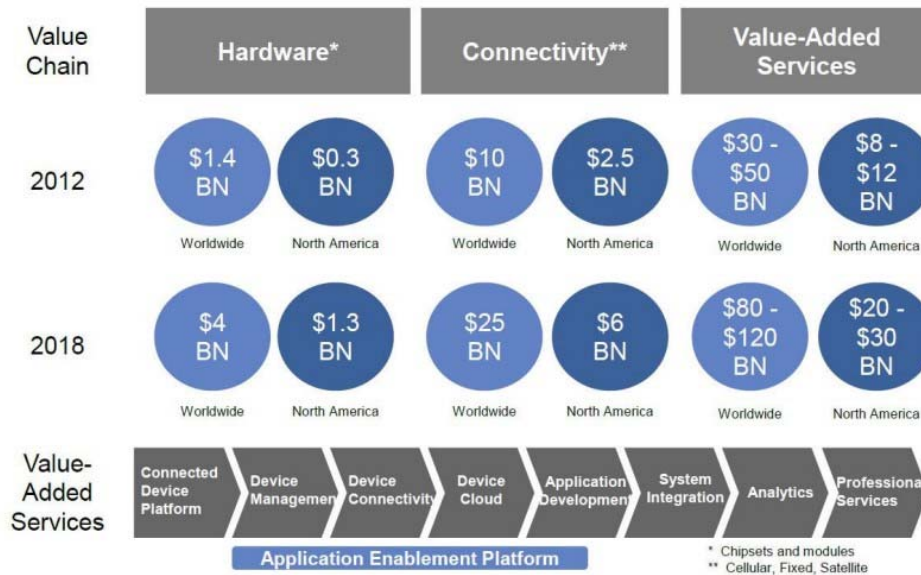 Value
Chain
Hardware*
Connectivity**
Value-Added
Services
2012
$1.4
BN
$0.3
BN
$10
BN
$2.5
BN
$30 -
$50
BN
$8 -
$12
BN
Worldwide
North America
Worldwide
North America
Worldwide
North America
2018
$4
BN
$1.3
BN
$25
BN
$6
BN
$80 -
$120
BN
$20 -
$30
BN
Worldwide
North America
Worldwide
North America
Worldwide
North America
Value-
Added
Services
Connected
Device
Platform
Device
Management
Device
Connectivity
Device
Cloud
Application
Development
System
Integration
Analytics
Professional
Services
Application Enablement Platform
* Chipsets and modules
** Cellular, Fixed, Satellite